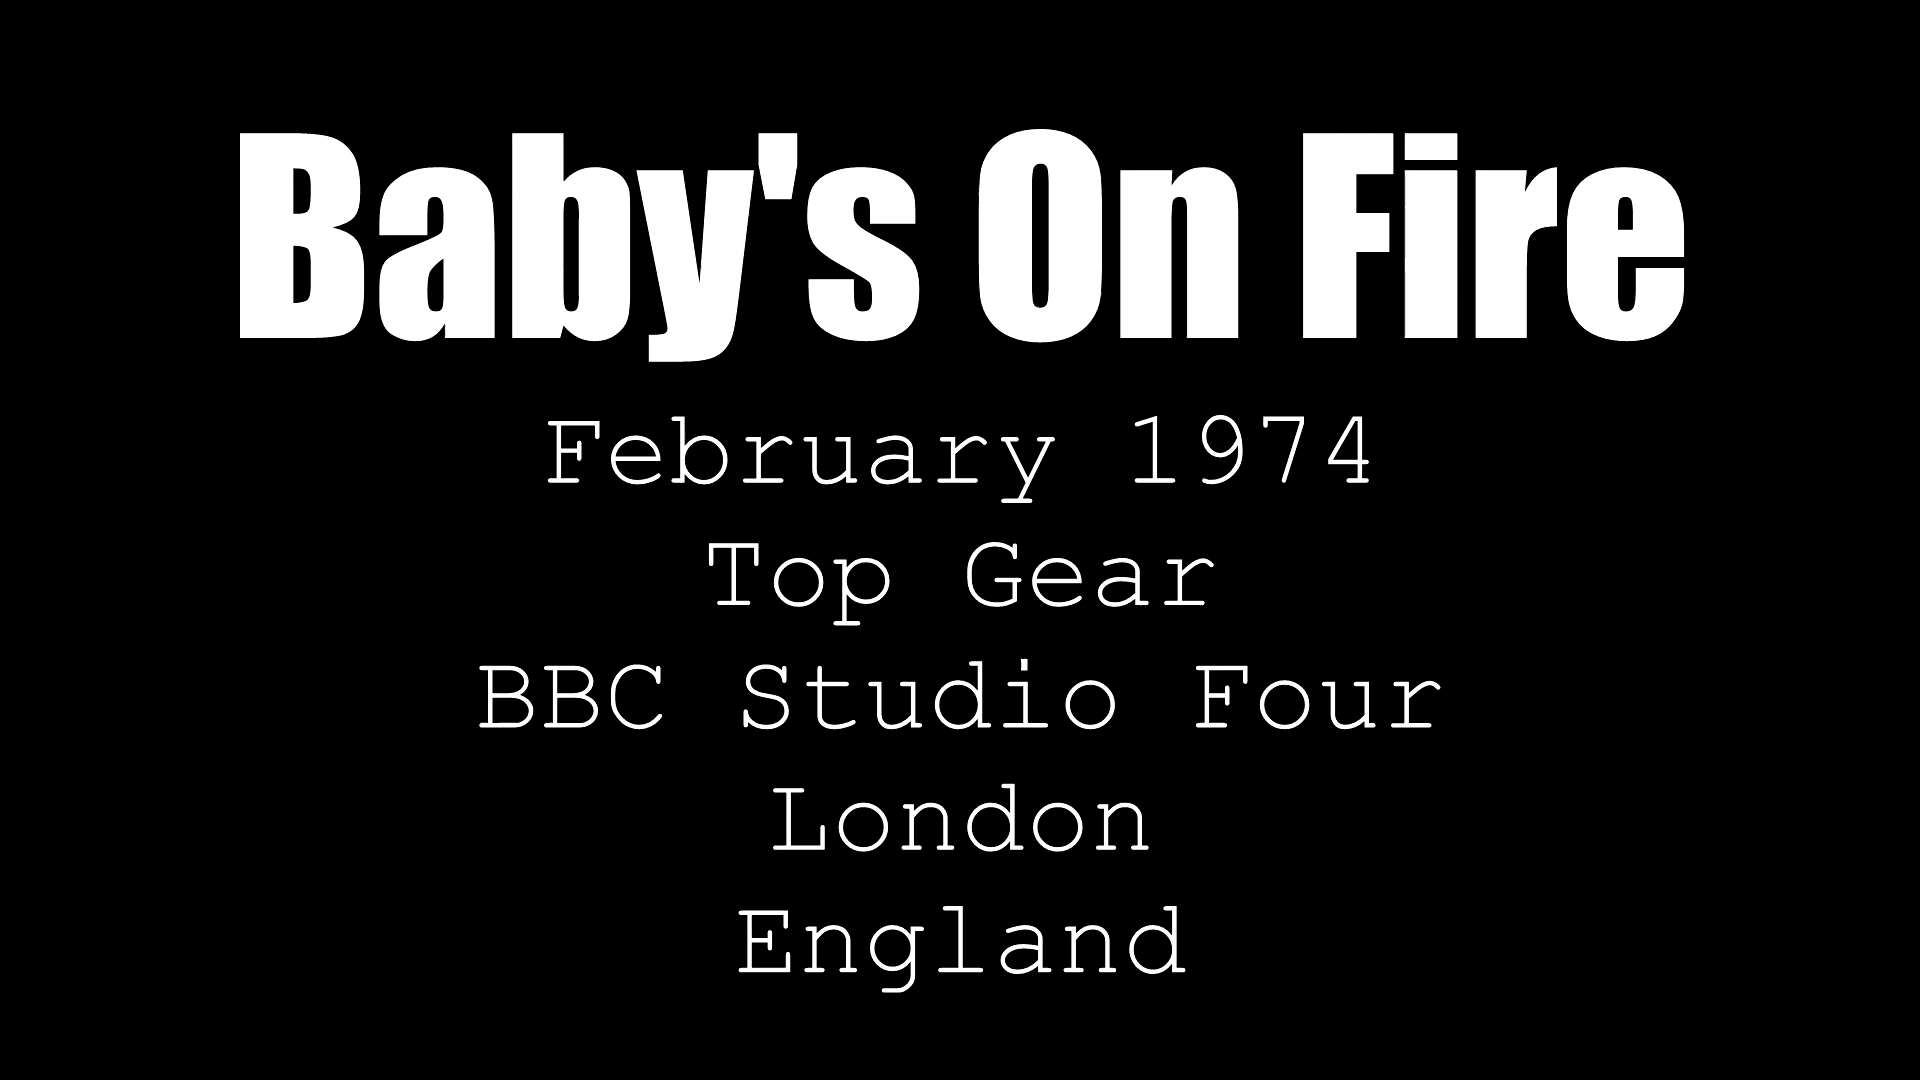 Baby's On Fire
February 1974
Top Gear
BBC Studio Four
London
England